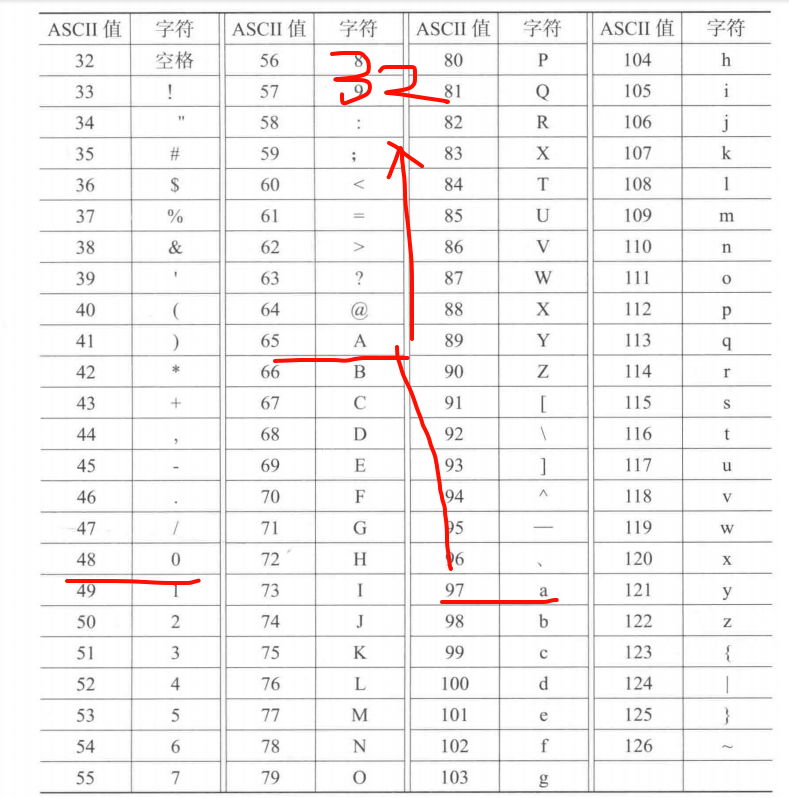 ASCII 值 字符 ASCII 值 字符 ASCII 值 字符 ASCII 值 字符
32 空格 56 8 80 P 104 h
33 ! 57 9 81 Q 105 i
34 " 58 : 82 R 106 j
35 # 59 ; 83 X 107 k
36 $ 60 < 84 T 108 l
37 % 61 = 85 U 109 m
38 & 62 > 86 V 110 n
39 ' 63 ? 87 W 111 o
40 ( 64 @ 88 X 112 p
41 ) 65 A 89 Y 113 q
42 * 66 B 90 Z 114 r
43 + 67 C 91 [ 115 s
44 , 68 D 92 \ 116 t
45 - 69 E 93 ] 117 u
46 . 70 F 94 ^ 118 v
47 / 71 G 95 — 119 w
48 0 72 H 96 、 120 x
49 1 73 I 97 a 121 y
50 2 74 J 98 b 122 z
51 3 75 K 99 c 123 {
52 4 76 L 100 d 124 |
53 5 77 M 101 e 125 }
54 6 78 N 102 f 126 ~
55 7 79 O 103 g
32